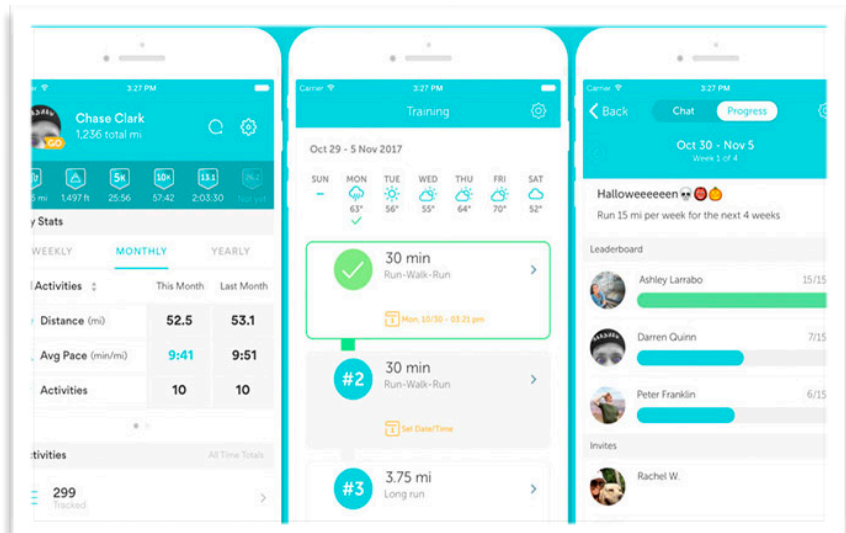 3:27 PM
Chase Clark
1,236 total mi
GO
5K
10K
13.1
26.2
mi
1,497 ft
25:56
57:42
2:03:30
Not yet
Stats
WEEKLY
MONTHLY
YEARLY
Activities
This Month
Last Month
Distance (mi)
52.5
53.1
Avg Pace (min/mi)
9:41
9:51
Activities
10
10
All Time Totals
299
Tracked
Carrier
3:27 PM
Training
Oct 29 - 5 Nov 2017
SUN MON TUE WED THU FRI SAT
- 63° 56° 55° 64° 70° 52°
30 min
Run-Walk-Run
Mon, 10/30 - 03:21 pm
#2
30 min
Run-Walk-Run
Set Date/Time
#3
3.75 mi
Long run
Carrier
3:27 PM
Back
Chat
Progress
Oct 30 - Nov 5
Week 1 of 4
Halloweeeeeen💀👹🎃
Run 15 mi per week for the next 4 weeks
Leaderboard
Ashley Larrabo
15/15
Darren Quinn
7/15
Peter Franklin
6/15
Invites
Rachel W.